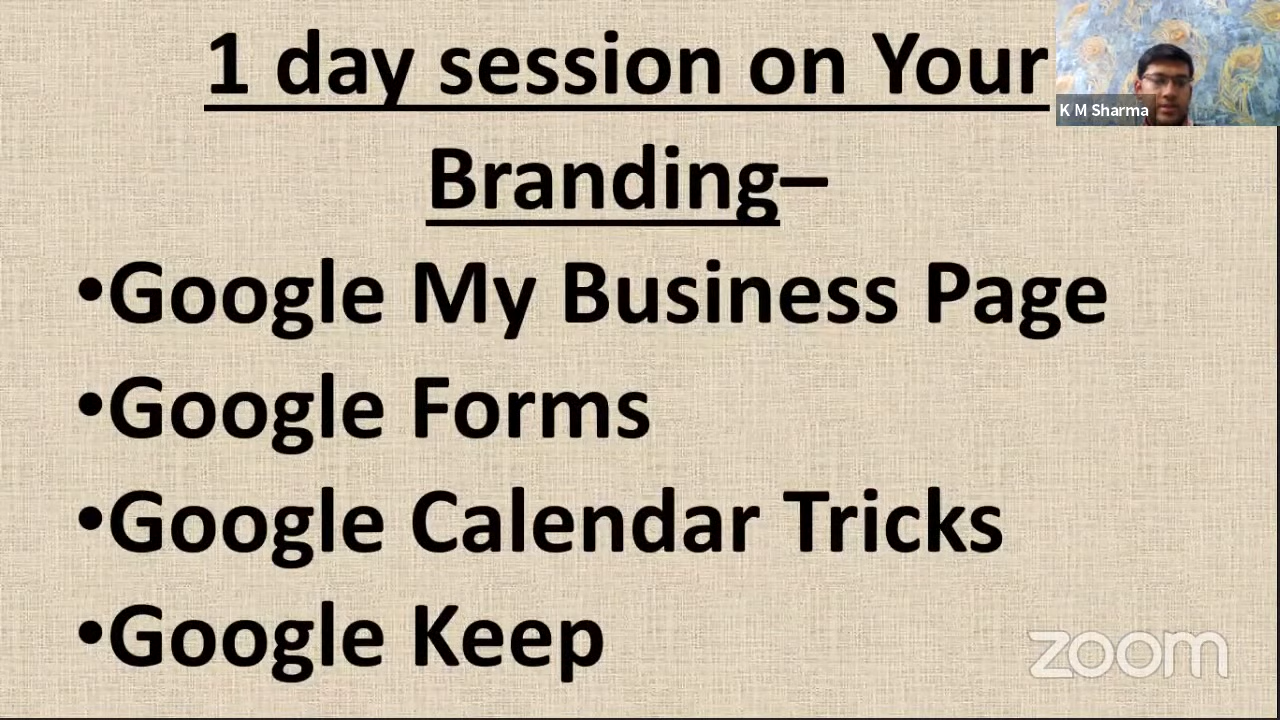 1 day session on Your
K M Sharma
Branding–
•Google My Business Page
•Google Forms
•Google Calendar Tricks
•Google Keep
zoom